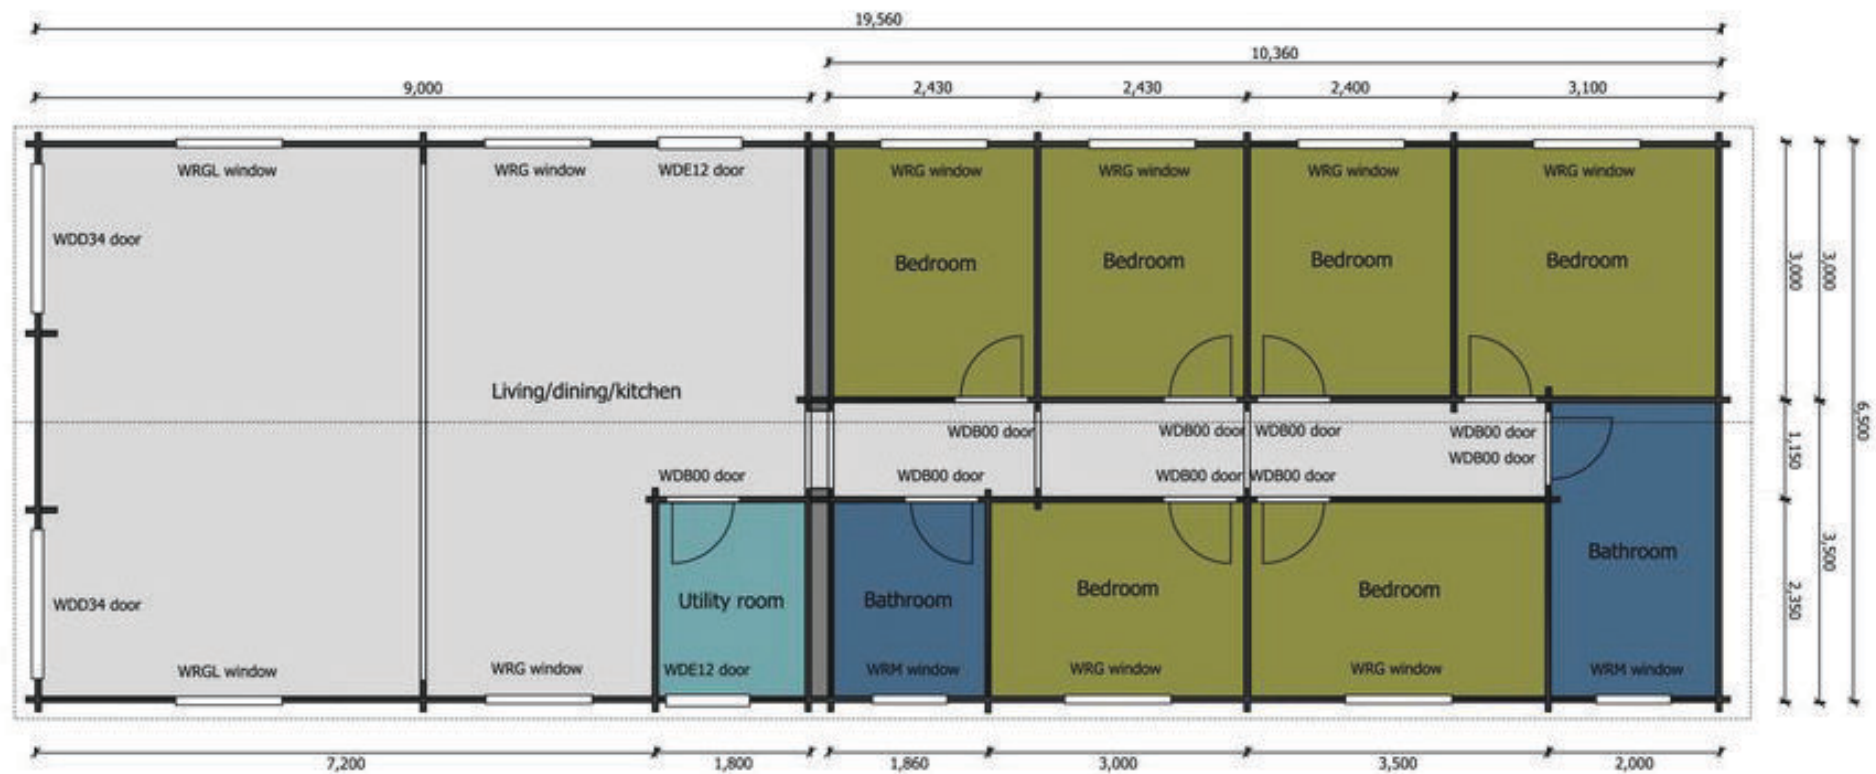 19,560
10,360
9,000
2,430
2,430
2,400
3,100
WRGL window
WRG window
WDE12 door
WRG window
WRG window
WRG window
WRG window
WDD34 door
Bedroom
Bedroom
Bedroom
Bedroom
3,000
3,000
Living/dining/kitchen
6,500
WDB00 door
WDB00 door
WDB00 door
WDB00 door
1,150
WDB00 door
WDB00 door
WDB00 door
WDB00 door
WDB00 door
3,500
Bathroom
Utility room
Bathroom
Bedroom
Bedroom
2,350
WDD34 door
WRGL window
WRG window
WDE12 door
WRM window
WRG window
WRG window
WRM window
7,200
1,800
1,860
3,000
3,500
2,000